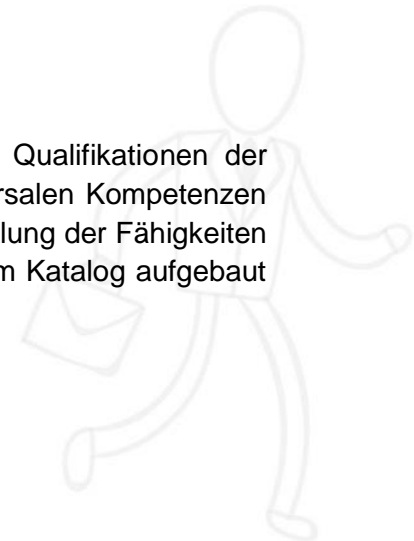 Qualifikationen der
rsalen Kompetenzen
lung der Fähigkeiten
m Katalog aufgebaut